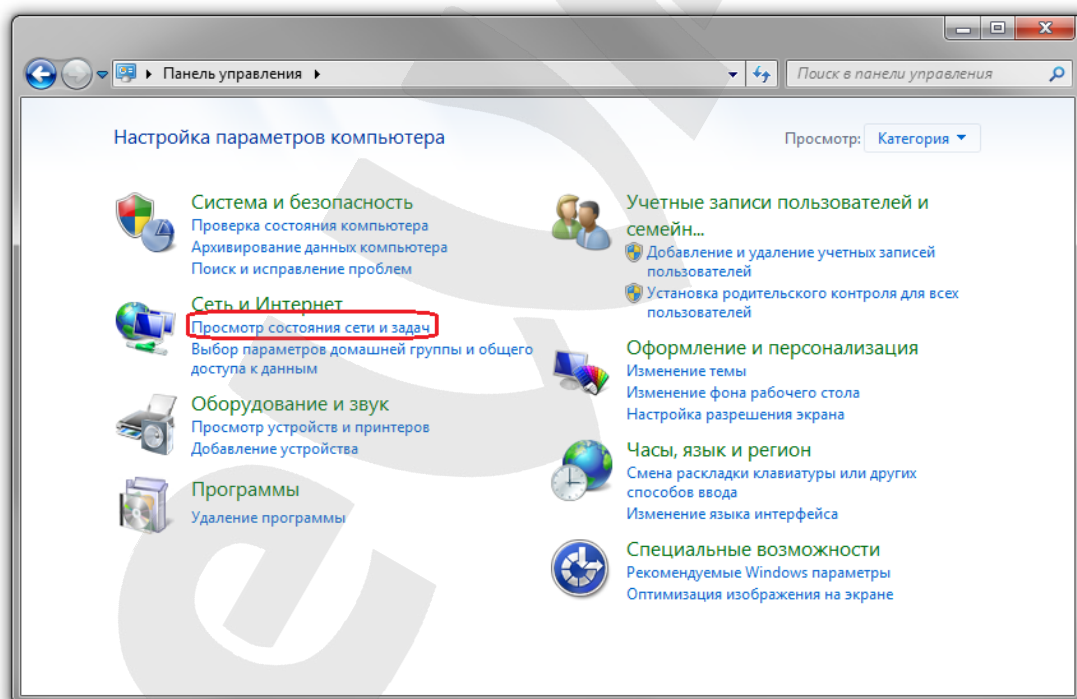 Панель управления
Поиск в панели управления
Настройка параметров компьютера
Просмотр: Категория
Система и безопасность
Проверка состояния компьютера
Архивирование данных компьютера
Поиск и исправление проблем
Сеть и Интернет
Просмотр состояния сети и задач
Выбор параметров домашней группы и общего
доступа к данным
Оборудование и звук
Просмотр устройств и принтеров
Добавление устройства
Программы
Удаление программы
Учетные записи пользователей и
семейн...
Добавление и удаление учетных записей
пользователей
Установка родительского контроля для всех
пользователей
Оформление и персонализация
Изменение темы
Изменение фона рабочего стола
Настройка разрешения экрана
Часы, язык и регион
Смена раскладки клавиатуры или других
способов ввода
Изменение языка интерфейса
Специальные возможности
Рекомендуемые Windows параметры
Оптимизация изображения на экране